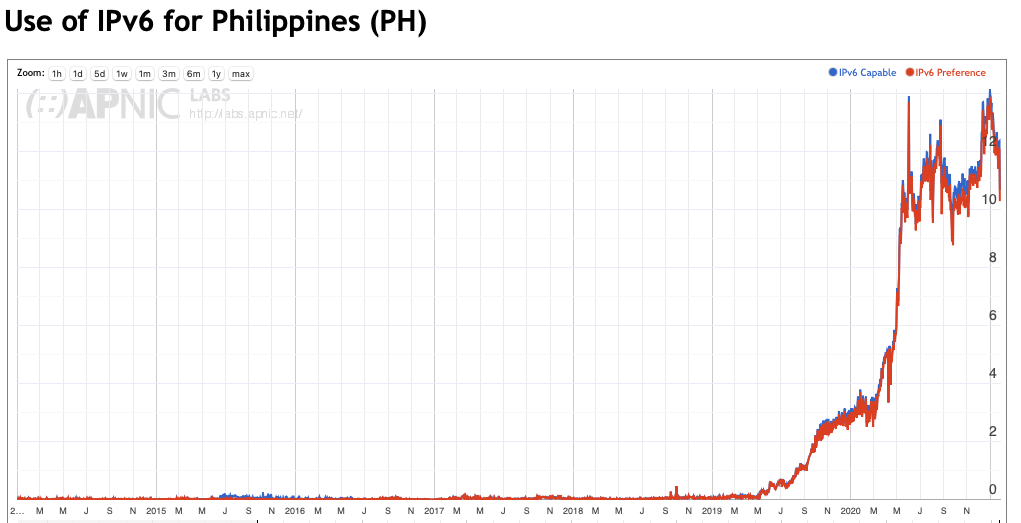 Use of IPv6 for Philippines (PH)
Zoom: 1h 1d 5d 1w 1m 3m 6m 1y max
IPv6 Capable IPv6 Preference
(::) APNIC LABS
http://labs.apnic.net/
12
10
8
6
4
2
0
2... M M J S N 2015 M M J S N 2016 M M J S N 2017 M M J S N 2018 M M J S N 2019 M M J S N 2020 M M J S N